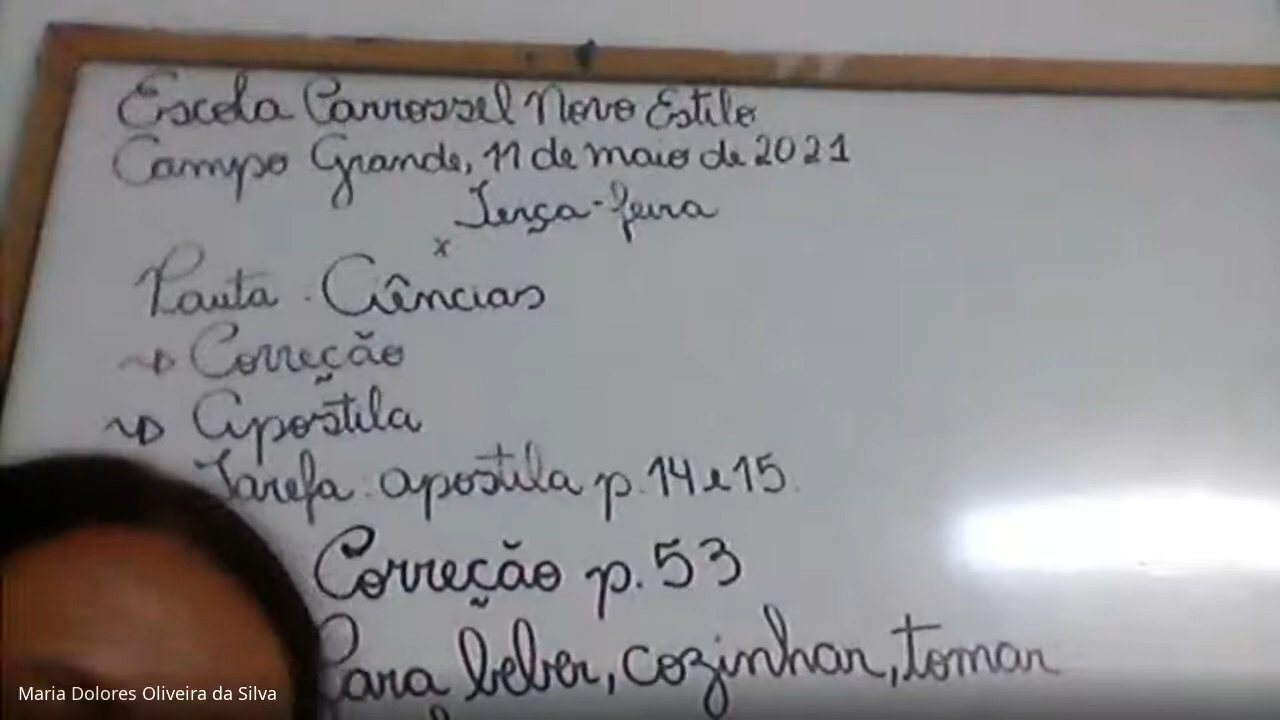 Escola Carrossel Novo Estilo
Campo Grande, 11 de maio de 2021
Terça-feira
x
Pauta. Ciências
Correção
Apostila
Tarefa. apostila p. 14 e 15.
Correção p. 53
Para beber, cozinhar, tomar
Maria Dolores Oliveira da Silva